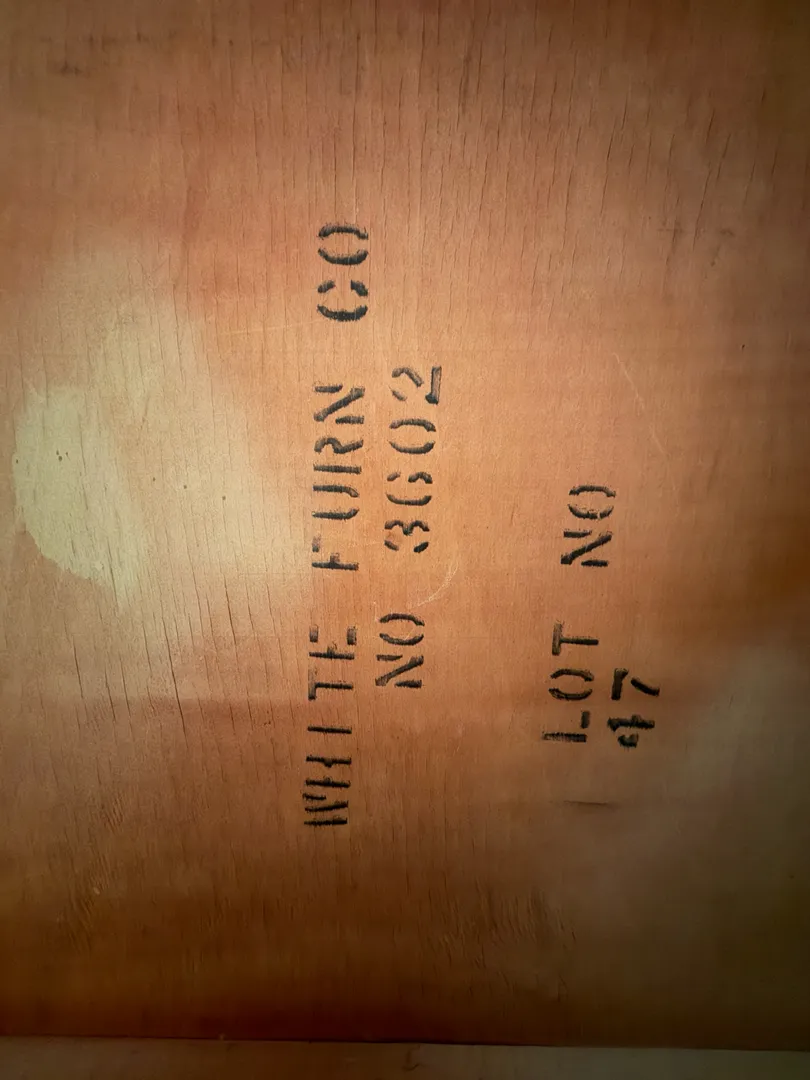 WHITE FURN CO
NO 3602
LOT NO
47